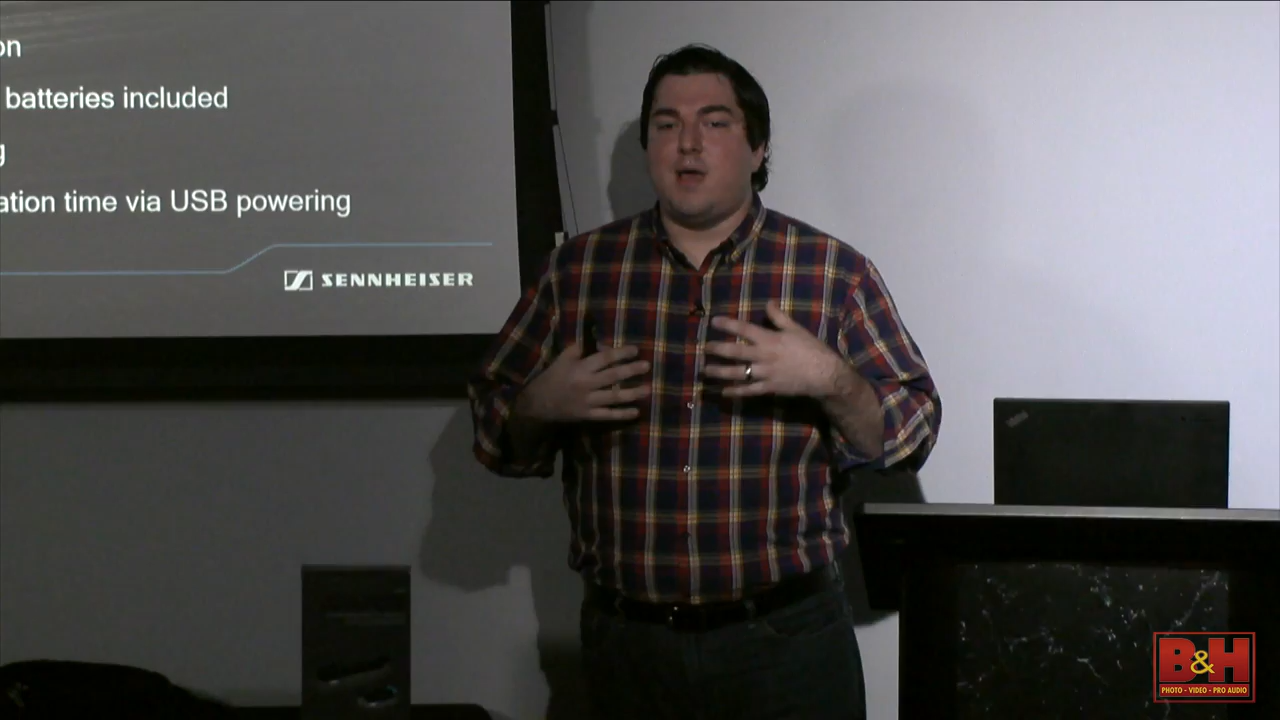 on
batteries included
g
ation time via USB powering
SENNHEISER
B&H
PHOTO - VIDEO - PRO AUDIO